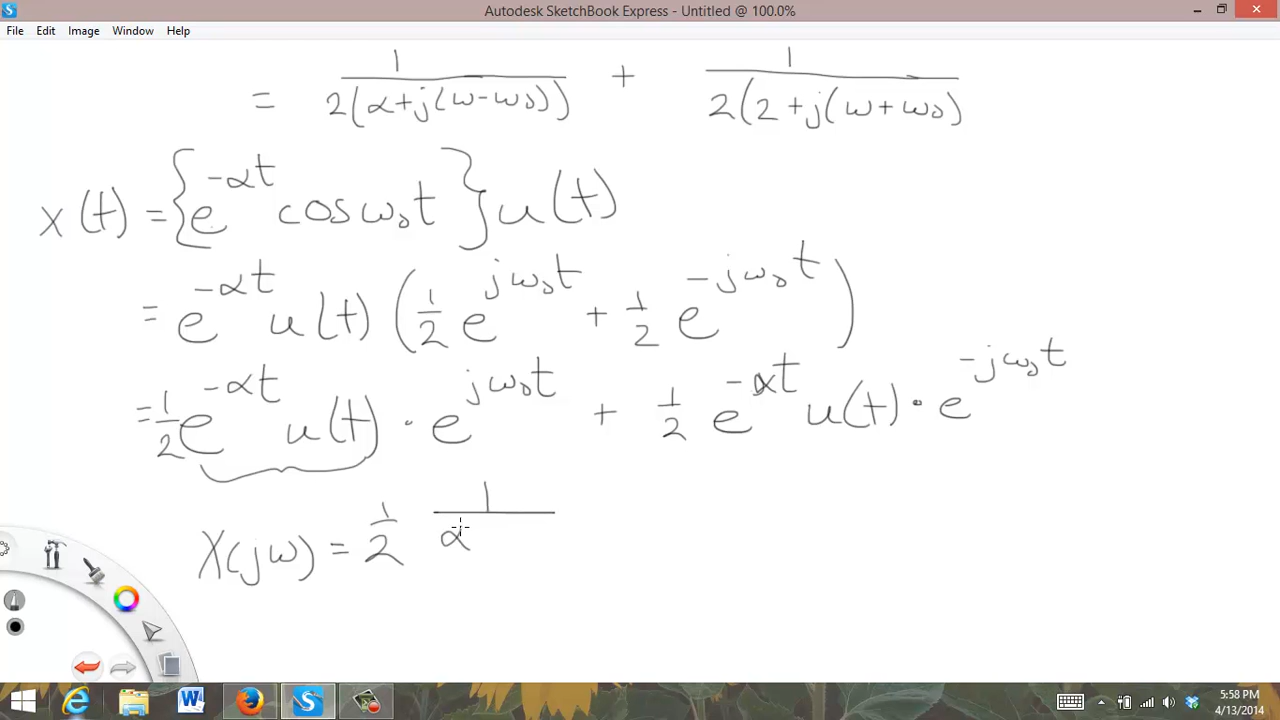 Autodesk SketchBook Express - Untitled @ 100.0%
File Edit Image Window Help
= 1/2(α+j(ω-ω₀)) + 1/2(2+j(ω+ω₀)
x(t) = {e^-αt cos ω₀t} u(t)
= e^-αt u(t) (1/2 e^jω₀t + 1/2 e^-jω₀t)
= 1/2 e^-αt u(t) · e^jω₀t + 1/2 e^-αt u(t) · e^-jω₀t
X(jω) = 1/2 1/α
5:58 PM
4/13/2014